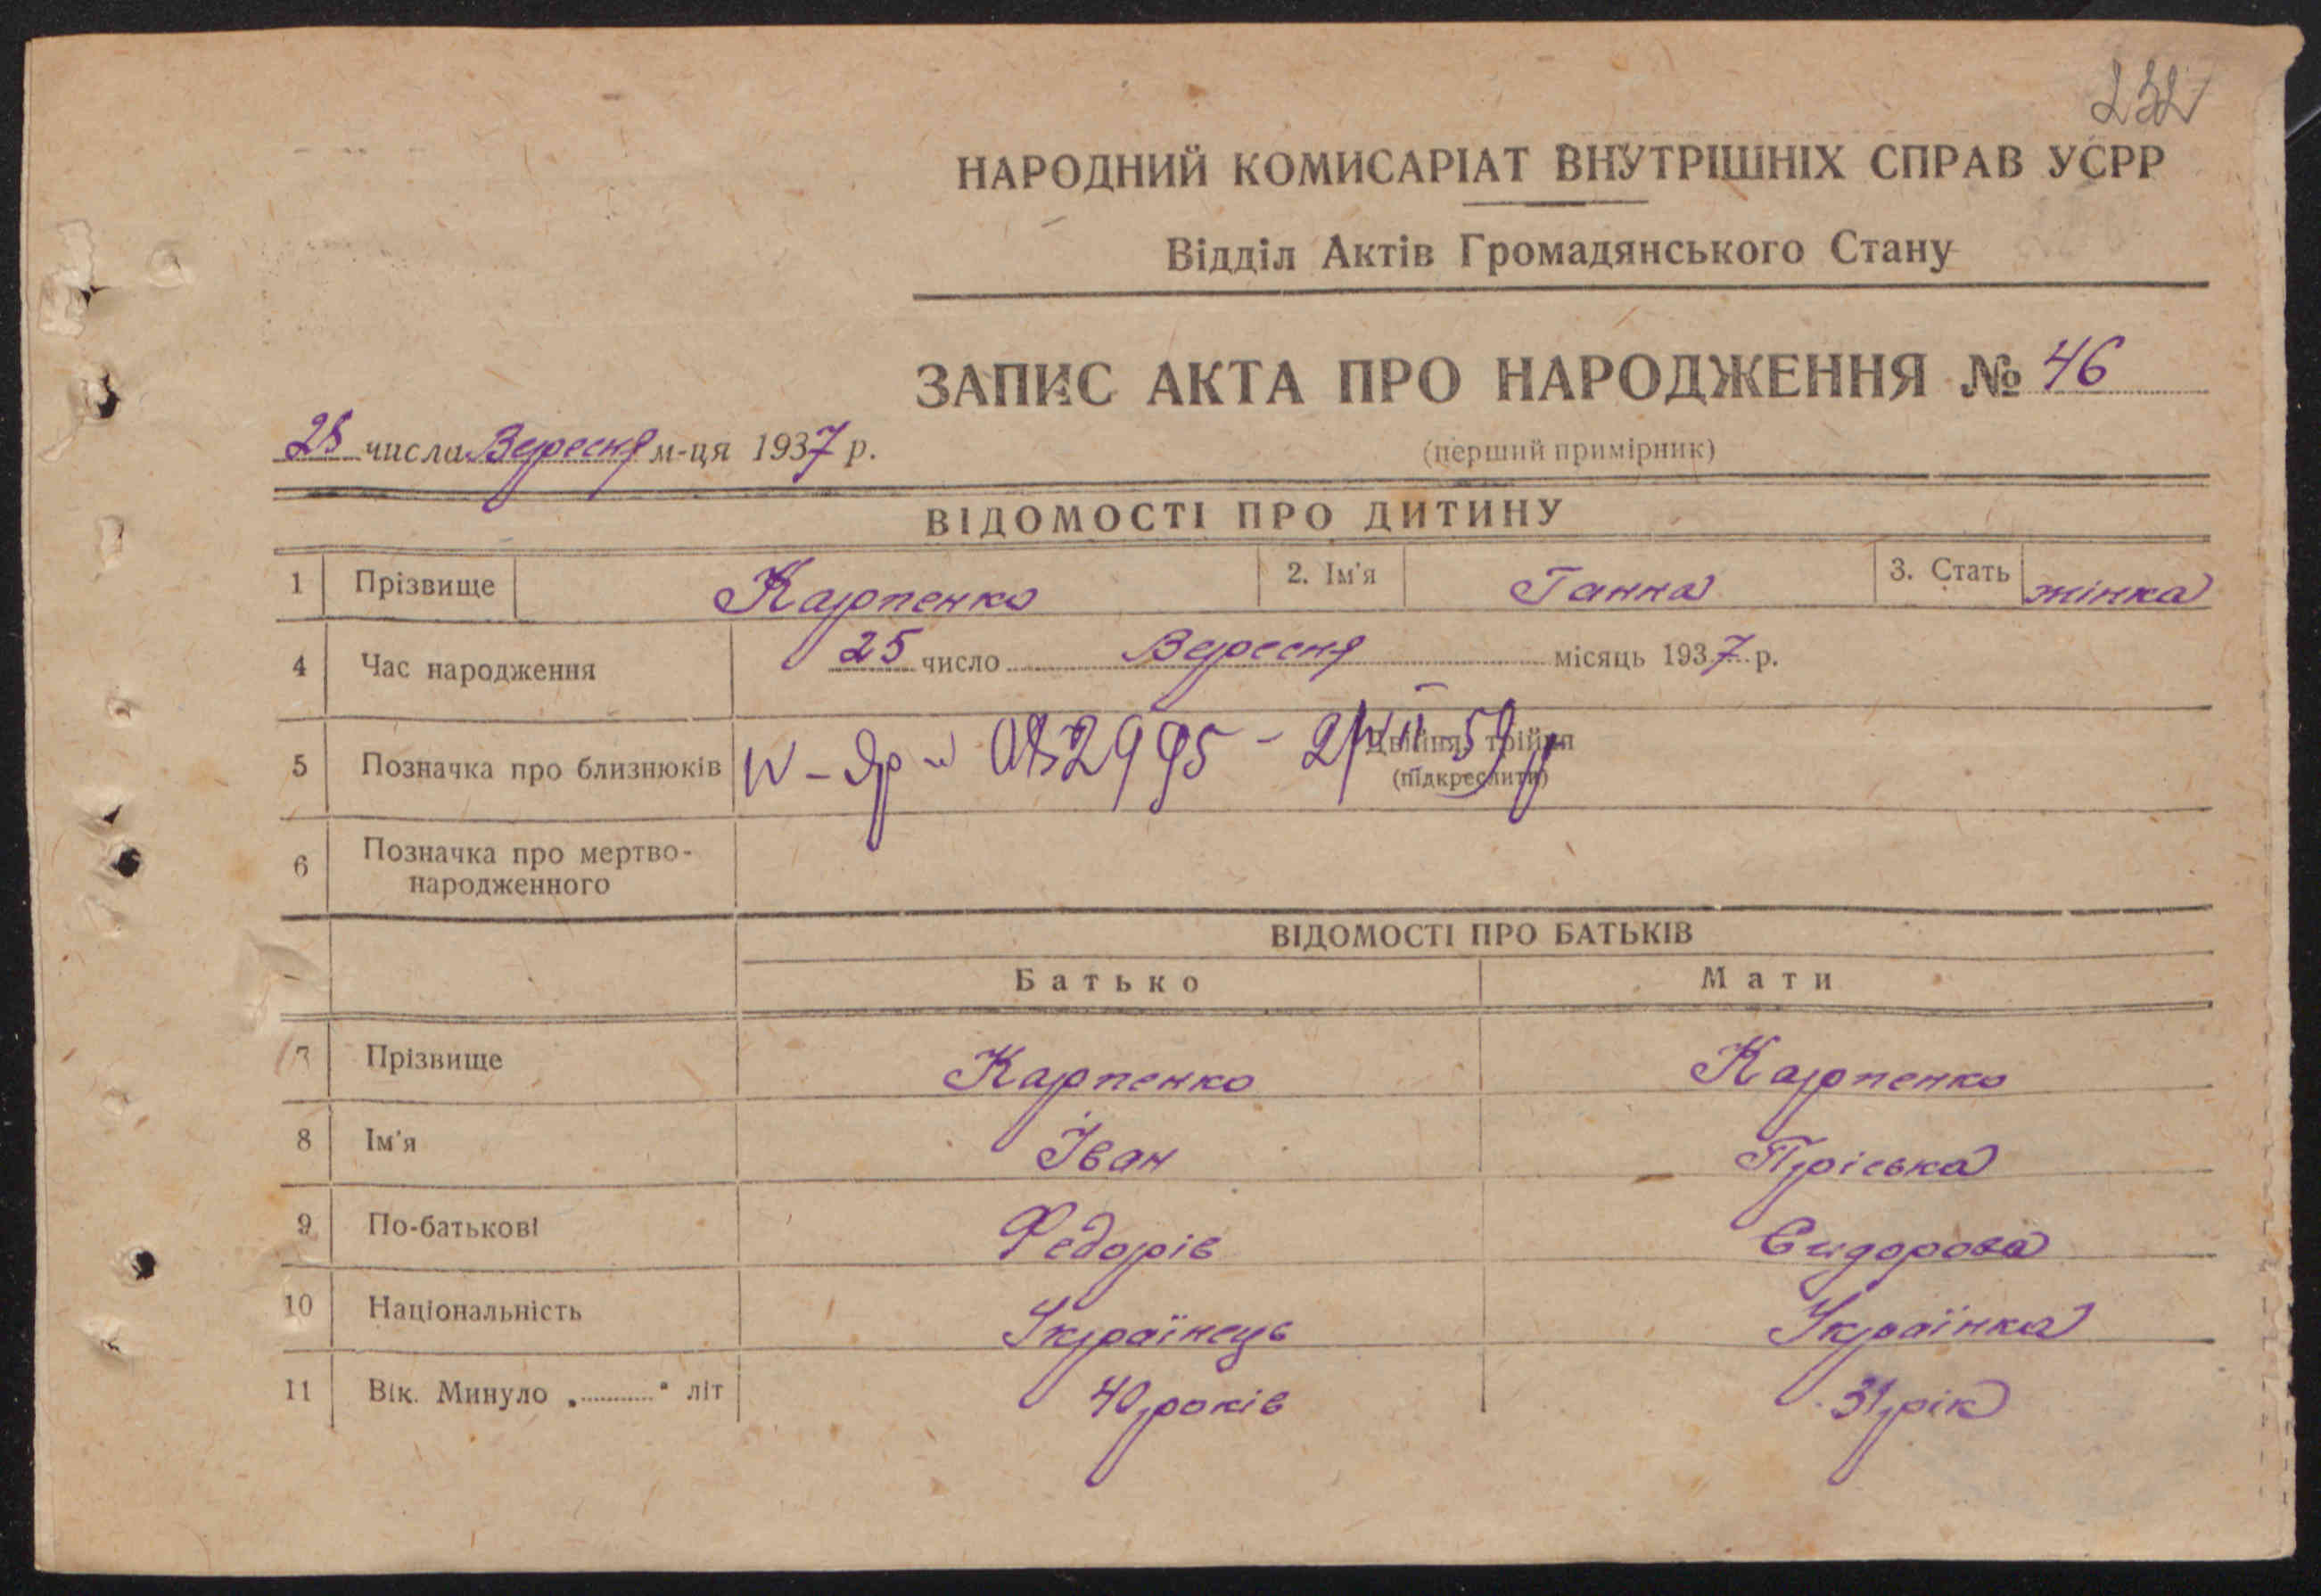 232
НАРОДНИЙ КОМИСАРІАТ ВНУТРІШНІХ СПРАВ УСРР
Відділ Актів Громадянського Стану
ЗАПИС АКТА ПРО НАРОДЖЕННЯ № 46
28 числа Вересня м-ця 1937 р.
(перший примірник)
ВІДОМОСТІ ПРО ДИТИНУ
1 Прізвище Карпенко 2. Ім'я Ганна 3. Стать жінка
4 Час народження 25 число Вересня місяць 1937 р.
5 Позначка про близнюків двійня, трійня
(підкреслити)
6 Позначка про мертво-
народженного
ВІДОМОСТІ ПРО БАТЬКІВ
Батько Мати
7 Прізвище Карпенко Карпенко
8 Ім'я Іван Пріська
9 По-батькові Федорів Сидорова
10 Національність Українець Українка
11 Вік. Минуло „..........“ літ 40 років 31 рік